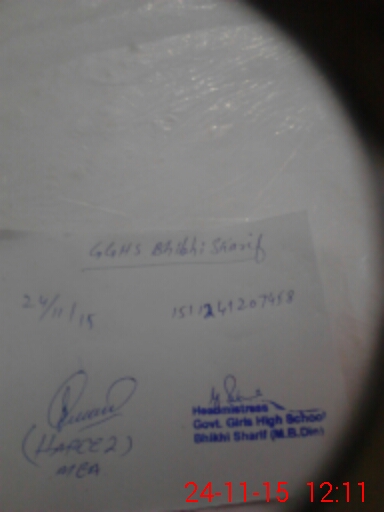 GGHS Bhikhi Sharif
24/11/15
(HAFEEZ)
MEA
Headmistress
Govt. Girls High School
Bhikhi Sharif (M.B.Din)
24-11-15 12:11